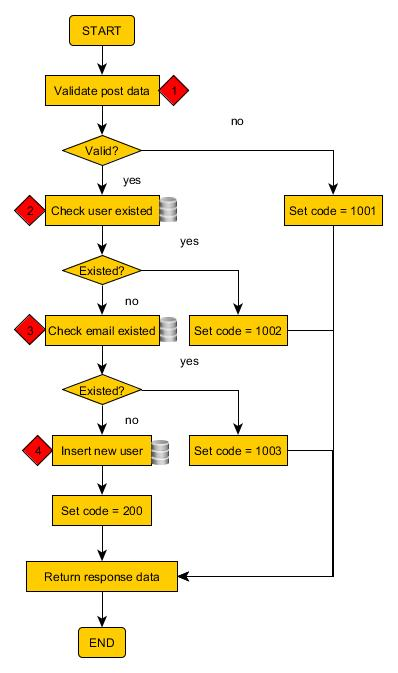 START
Validate post data
1
no
Valid?
yes
2
Check user existed
Set code = 1001
yes
Existed?
no
3
Check email existed
Set code = 1002
yes
Existed?
no
4
Insert new user
Set code = 1003
Set code = 200
Return response data
END